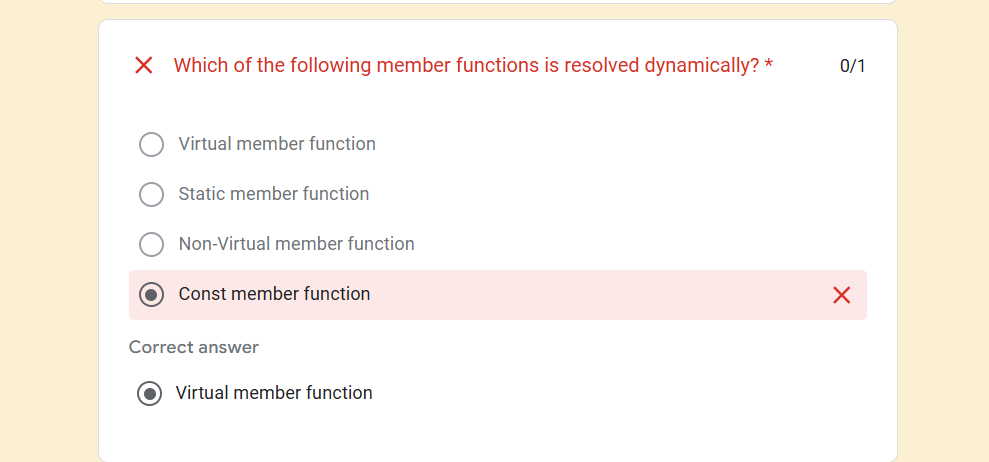 Which of the following member functions is resolved dynamically? *
0/1
Virtual member function
Static member function
Non-Virtual member function
Const member function
Correct answer
Virtual member function